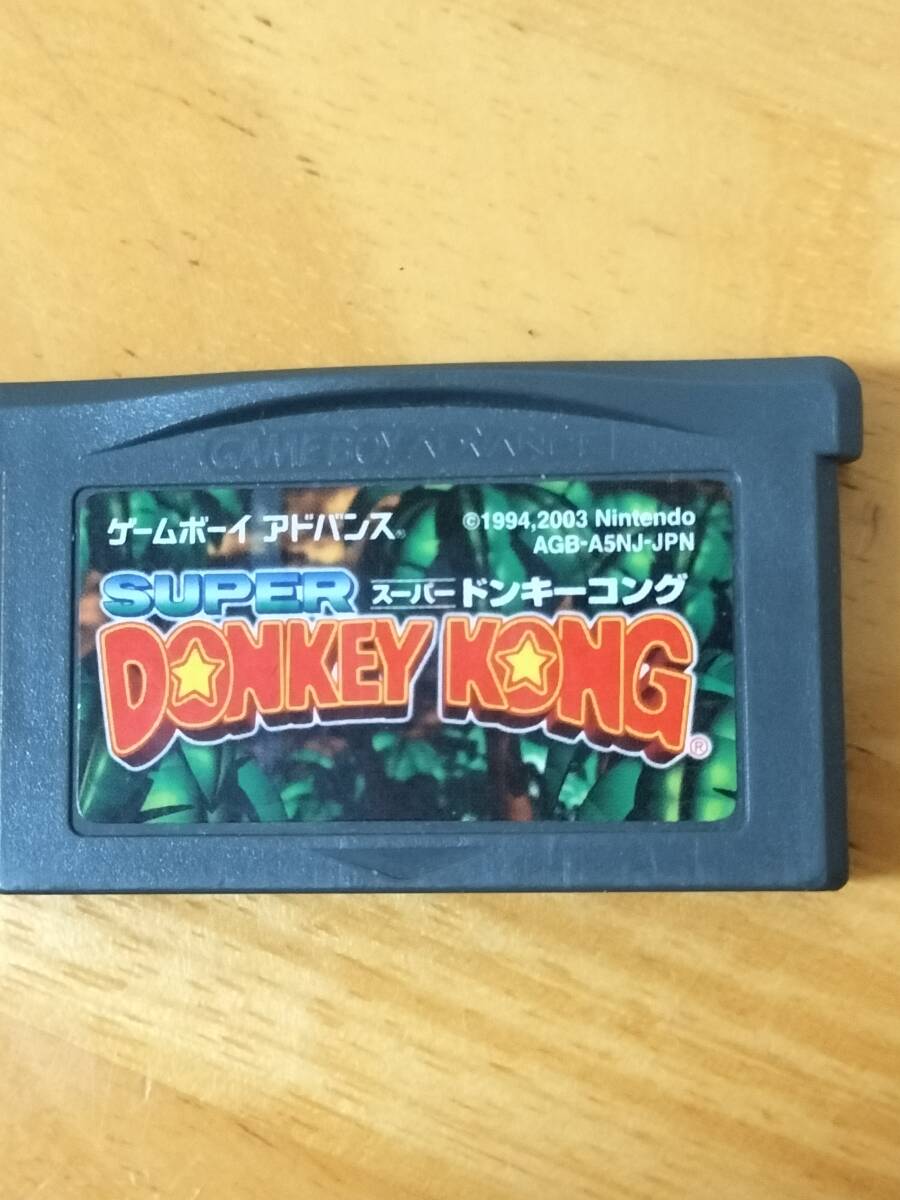 GAME BOY ADVANCE
ゲームボーイ アドバンス®
©1994,2003 Nintendo
AGB-A5NJ-JPN
SUPER スーパードンキーコング
DONKEY KONG®